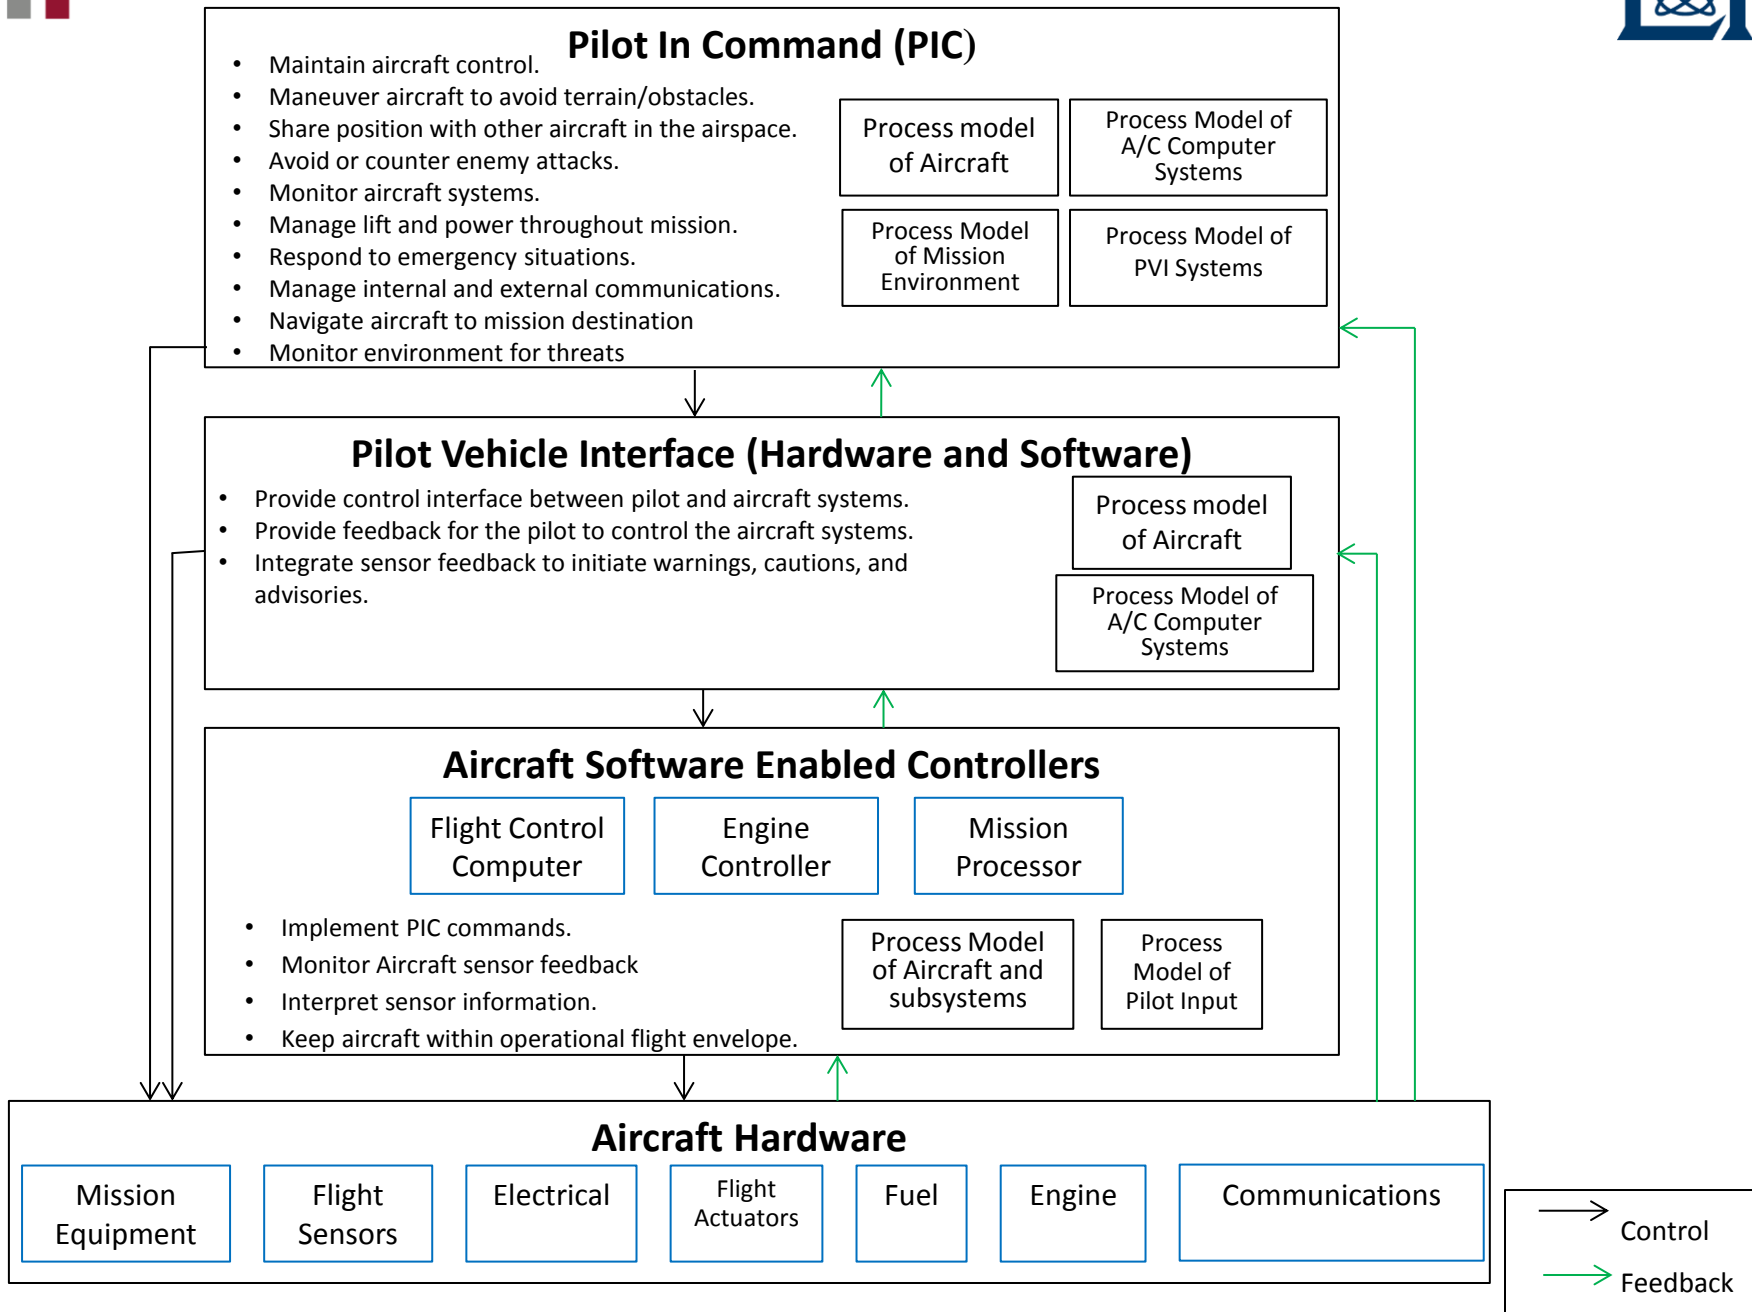 Pilot In Command (PIC)
• Maintain aircraft control.
• Maneuver aircraft to avoid terrain/obstacles.
• Share position with other aircraft in the airspace.
• Avoid or counter enemy attacks.
• Monitor aircraft systems.
• Manage lift and power throughout mission.
• Respond to emergency situations.
• Manage internal and external communications.
• Navigate aircraft to mission destination
• Monitor environment for threats
Process model
of Aircraft
Process Model of
A/C Computer
Systems
Process Model
of Mission
Environment
Process Model of
PVI Systems
Pilot Vehicle Interface (Hardware and Software)
• Provide control interface between pilot and aircraft systems.
• Provide feedback for the pilot to control the aircraft systems.
• Integrate sensor feedback to initiate warnings, cautions, and
advisories.
Process model
of Aircraft
Process Model of
A/C Computer
Systems
Aircraft Software Enabled Controllers
Flight Control
Computer
Engine
Controller
Mission
Processor
• Implement PIC commands.
• Monitor Aircraft sensor feedback
• Interpret sensor information.
• Keep aircraft within operational flight envelope.
Process Model
of Aircraft and
subsystems
Process
Model of
Pilot Input
Aircraft Hardware
Mission
Equipment
Flight
Sensors
Electrical
Flight
Actuators
Fuel
Engine
Communications
Control
Feedback